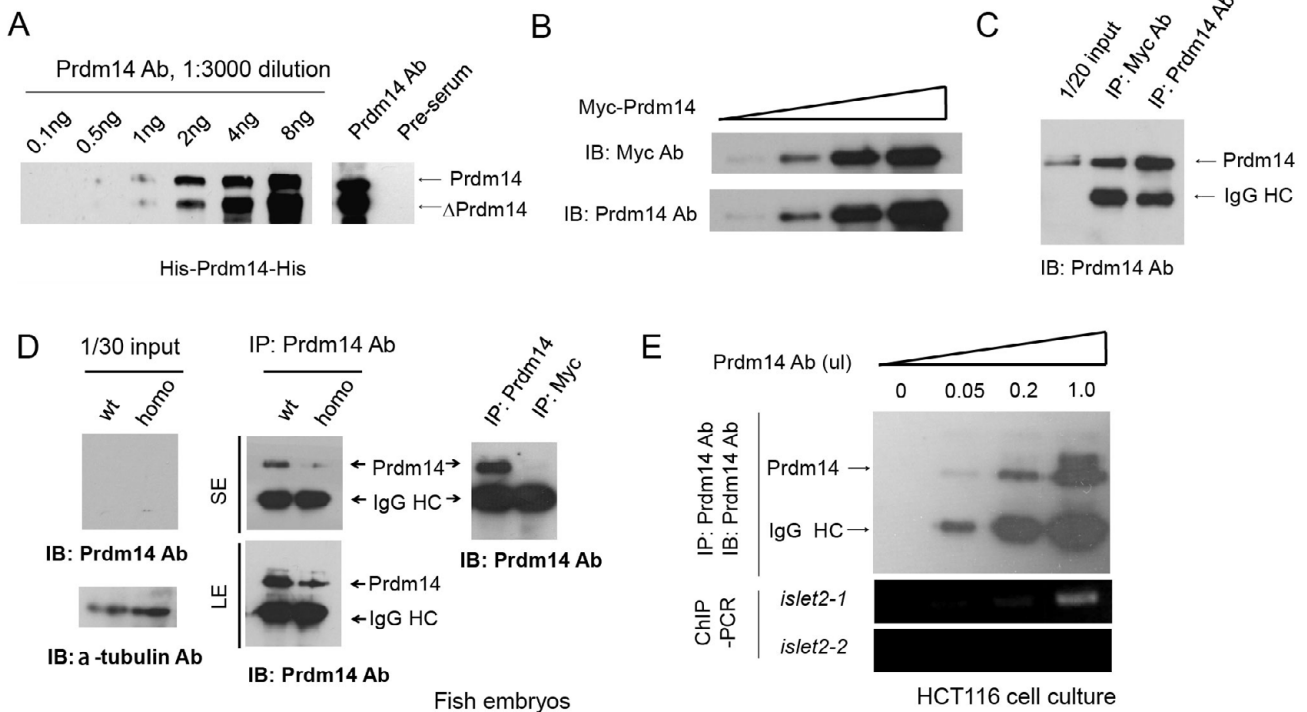 A
Prdm14 Ab, 1:3000 dilution
0.1ng 0.5ng 1ng 2ng 4ng 8ng
Prdm14 Ab
Pre-serum
Prdm14
ΔPrdm14
His-Prdm14-His
B
Myc-Prdm14
IB: Myc Ab
IB: Prdm14 Ab
C
1/20 input
IP: Myc Ab
IP: Prdm14 Ab
Prdm14
IgG HC
IB: Prdm14 Ab
D
1/30 input
wt homo
IB: Prdm14 Ab
IB: a -tubulin Ab
IP: Prdm14 Ab
wt homo
SE
Prdm14
IgG HC
LE
Prdm14
IgG HC
IB: Prdm14 Ab
IP: Prdm14
IP: Myc
IB: Prdm14 Ab
Fish embryos
E
Prdm14 Ab (ul)
0 0.05 0.2 1.0
IP: Prdm14 Ab
IB: Prdm14 Ab
Prdm14
IgG HC
ChIP
-PCR
islet2-1
islet2-2
HCT116 cell culture